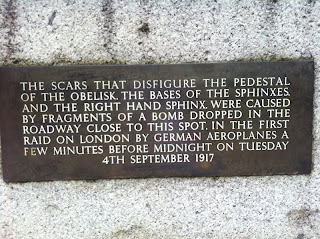 THE SCARS THAT DISFIGURE THE PEDESTAL
OF THE OBELISK, THE BASES OF THE SPHINXES,
AND THE RIGHT HAND SPHINX, WERE CAUSED
BY FRAGMENTS OF A BOMB DROPPED IN THE
ROADWAY CLOSE TO THIS SPOT, IN THE FIRST
RAID ON LONDON BY GERMAN AEROPLANES A
FEW MINUTES BEFORE MIDNIGHT ON TUESDAY
4TH SEPTEMBER 1917